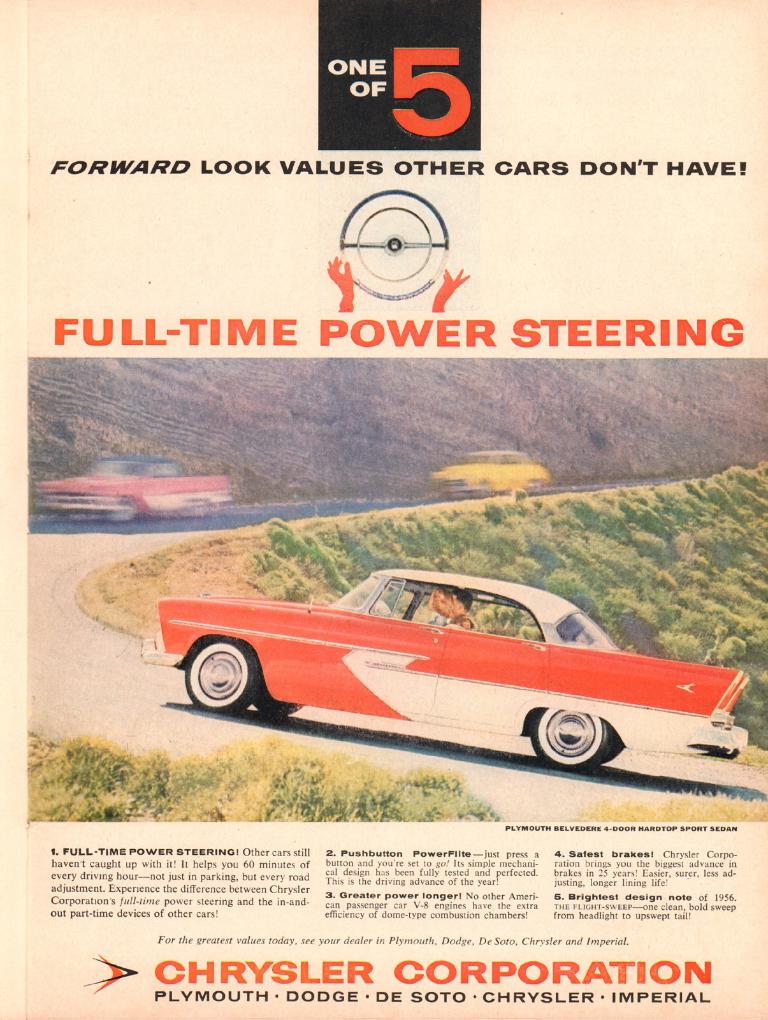 ONE
OF 5
FORWARD LOOK VALUES OTHER CARS DON'T HAVE!
FULL-TIME POWER STEERING
PLYMOUTH BELVEDERE 4-DOOR HARDTOP SPORT SEDAN
1. FULL-TIME POWER STEERING! Other cars still
haven't caught up with it! It helps you 60 minutes of
every driving hour—not just in parking, but every road
adjustment. Experience the difference between Chrysler
Corporation's full-time power steering and the in-and-
out part-time devices of other cars!
2. Pushbutton PowerFlite—just press a
button and you're set to go! Its simple mechani-
cal design has been fully tested and perfected.
This is the driving advance of the year!
3. Greater power longer! No other Ameri-
can passenger car V-8 engines have the extra
efficiency of dome-type combustion chambers!
4. Safest brakes! Chrysler Corpo-
ration brings you the biggest advance in
brakes in 25 years! Easier, surer, less ad-
justing, longer lining life!
5. Brightest design note of 1956.
THE FLIGHT-SWEEP—one clean, bold sweep
from headlight to upswept tail!
For the greatest values today, see your dealer in Plymouth, Dodge, De Soto, Chrysler and Imperial.
CHRYSLER CORPORATION
PLYMOUTH · DODGE · DE SOTO · CHRYSLER · IMPERIAL